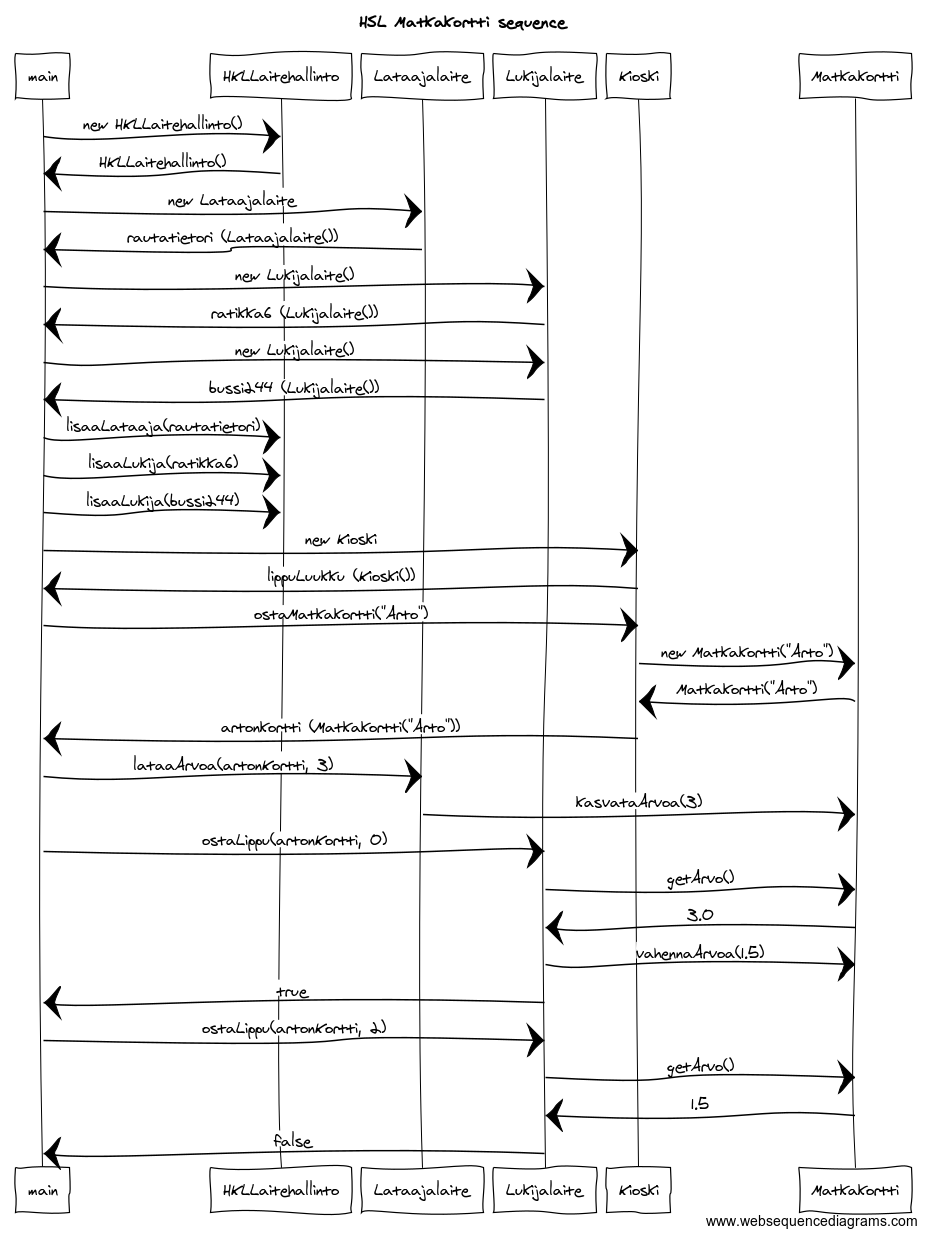 HSL Matkakortti sequence
main HKLLaitehallinto Lataajalaite Lukijalaite Kioski Matkakortti
new HKLLaitehallinto()
HKLLaitehallinto()
new Lataajalaite
rautatietori (Lataajalaite())
new Lukijalaite()
ratikka6 (Lukijalaite())
new Lukijalaite()
bussi244 (Lukijalaite())
lisaaLataaja(rautatietori)
lisaaLukija(ratikka6)
lisaaLukija(bussi244)
new Kioski
lippuLuukku (Kioski())
ostaMatkakortti("Arto")
new Matkakortti("Arto")
Matkakortti("Arto")
artonKortti (Matkakortti("Arto"))
lataaArvoa(artonKortti, 3)
kasvataArvoa(3)
ostaLippu(artonKortti, 0)
getArvo()
3.0
vahennaArvoa(1.5)
true
ostaLippu(artonKortti, 2)
getArvo()
1.5
false
main HKLLaitehallinto Lataajalaite Lukijalaite Kioski Matkakortti
www.websequencediagrams.com